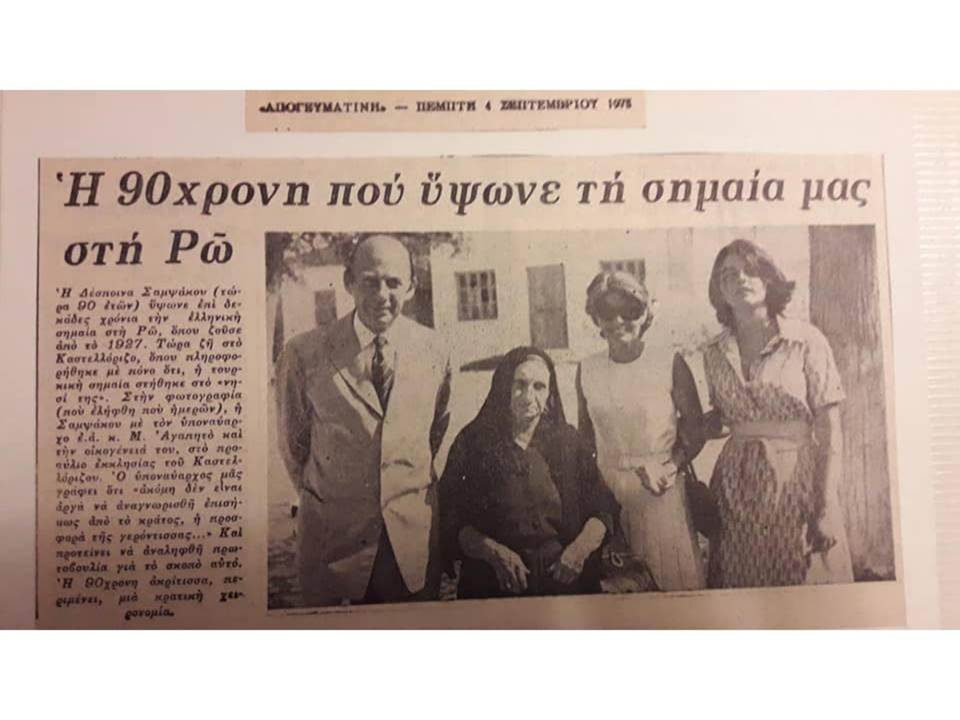 «ΑΠΟΓΕΥΜΑΤΙΝΗ» — ΠΕΜΠΤΗ 4 ΣΕΠΤΕΜΒΡΙΟΥ 1975
Ἡ 90χρονη πού ὕψωνε τή σημαία μας
στή Ρῶ
Ἡ Δέσποινα Σαμψάκου (τώ-
ρα 90 ἐτῶν) ὕψωνε ἐπί δε-
κάδες χρόνια τὴν ἑλληνική
σημαία στή Ρῶ, ὅπου ζοῦσε
ἀπό τό 1927. Τώρα ζῆ στό
Καστελλόριζο, ὅπου πληροφο-
ρήθηκε μέ πόνο ὅτι, ἡ τουρ-
κική σημαία στήθηκε στό «νη-
σί της». Στήν φωτογραφία
(πού ἐλήφθη πού ἡμερῶν), ἡ
Σαμψάκου μέ τόν ὑποναύαρ-
χο ἐ.ἀ. κ. Μ. Ἀγαπητό καί
τήν οἰκογένειά του, στό προ-
αύλιο ἐκκλησίας τοῦ Καστελ-
λόριζου. Ὁ ὑποναύαρχος μᾶς
γράφει ὅτι «ἀκόμη δέν εἶναι
ἀργά νά ἀναγνωρισθῆ ἐπισή-
μως ἀπό τό κράτος, ἡ προσ-
φορά τῆς γερόντισσας...» Καί
προτείνει νά ἀναληφθῆ πρω-
τοβουλία γιά τό σκοπό αὐτό.
Ἡ 90χρονη ἀκρίτισσα, πε-
ριμένει, μιά κρατική χει-
ρονομία.